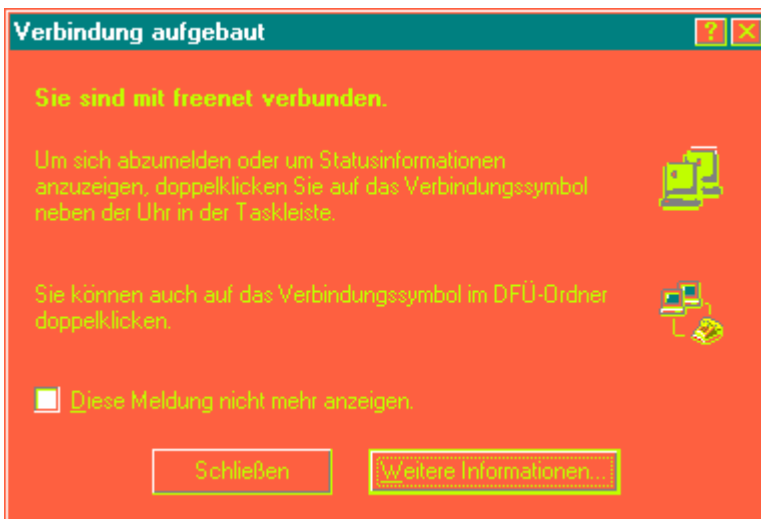 Verbindung aufgebaut
Sie sind mit freenet verbunden.
Um sich abzumelden oder um Statusinformationen
anzuzeigen, doppelklicken Sie auf das Verbindungssymbol
neben der Uhr in der Taskleiste.
Sie können auch auf das Verbindungssymbol im DFÜ-Ordner
doppelklicken.
Diese Meldung nicht mehr anzeigen.
Schließen Weitere Informationen...